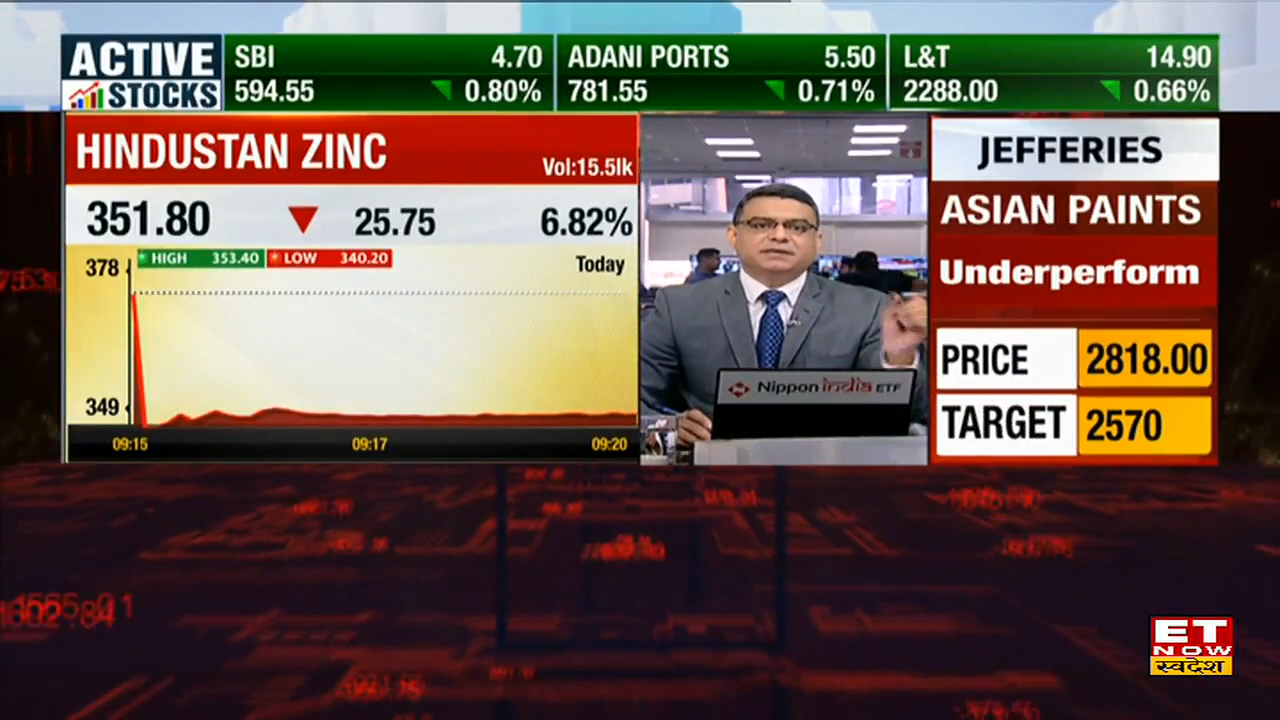 ACTIVE
STOCKS
SBI 4.70
594.55 0.80%
ADANI PORTS 5.50
781.55 0.71%
L&T 14.90
2288.00 0.66%
HINDUSTAN ZINC
Vol:15.5lk
351.80 25.75 6.82%
HIGH 353.40 LOW 340.20
Today
378
349
09:15 09:17 09:20
Nippon india ETF
JEFFERIES
ASIAN PAINTS
Underperform
PRICE 2818.00
TARGET 2570
ET
NOW
स्वदेश